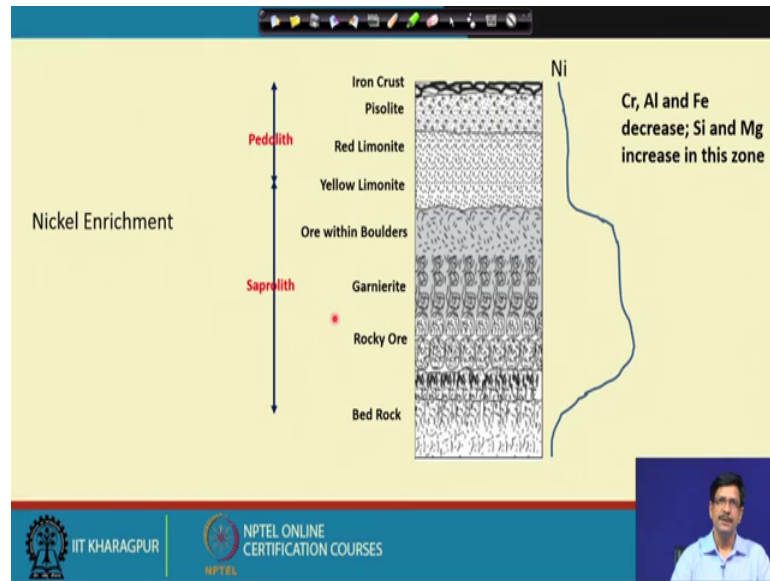 Ni
Iron Crust
Pisolite
Pedolith
Red Limonite
Yellow Limonite
Nickel Enrichment
Ore within Boulders
Saprolith
Garnierite
Rocky Ore
Bed Rock
Cr, Al and Fe
decrease; Si and Mg
increase in this zone
IIT KHARAGPUR
NPTEL
NPTEL ONLINE
CERTIFICATION COURSES